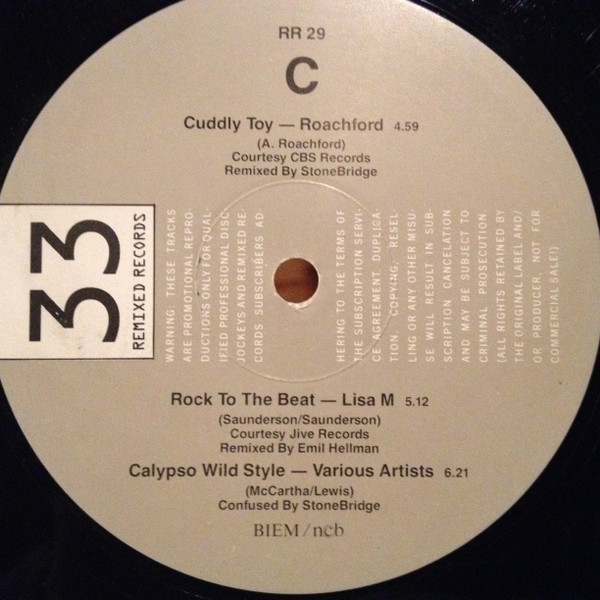 RR 29
C
Cuddly Toy — Roachford 4.59
(A. Roachford)
Courtesy CBS Records
Remixed By StoneBridge
33
REMIXED RECORDS
WARNING. THESE TRACKS
ARE PROMOTIONAL REPRO-
DUCTIONS ONLY FOR QUAL-
IFIED PROFESSIONAL DISC
JOCKEYS AND REMIXED RE-
CORDS SUBSCRIBERS AD-
HERING TO THE TERMS OF
THE SUBSCRIPTION SERVI-
CE AGREEMENT. DUPLICA-
TION, COPYING, RESEL-
LING OR ANY OTHER MISU-
SE WILL RESULT IN SUB-
SCRIPTION CANCELATION
AND MAY BE SUBJECT TO
CRIMINAL PROSECUTION.
(ALL RIGHTS RETAINED BY
THE ORIGINAL LABEL AND/
OR PRODUCER, NOT FOR
COMMERCIAL SALE!)
Rock To The Beat — Lisa M 5.12
(Saunderson/Saunderson)
Courtesy Jive Records
Remixed By Emil Hellman
Calypso Wild Style — Various Artists 6.21
(McCartha/Lewis)
Confused By StoneBridge
BIEM/ncb